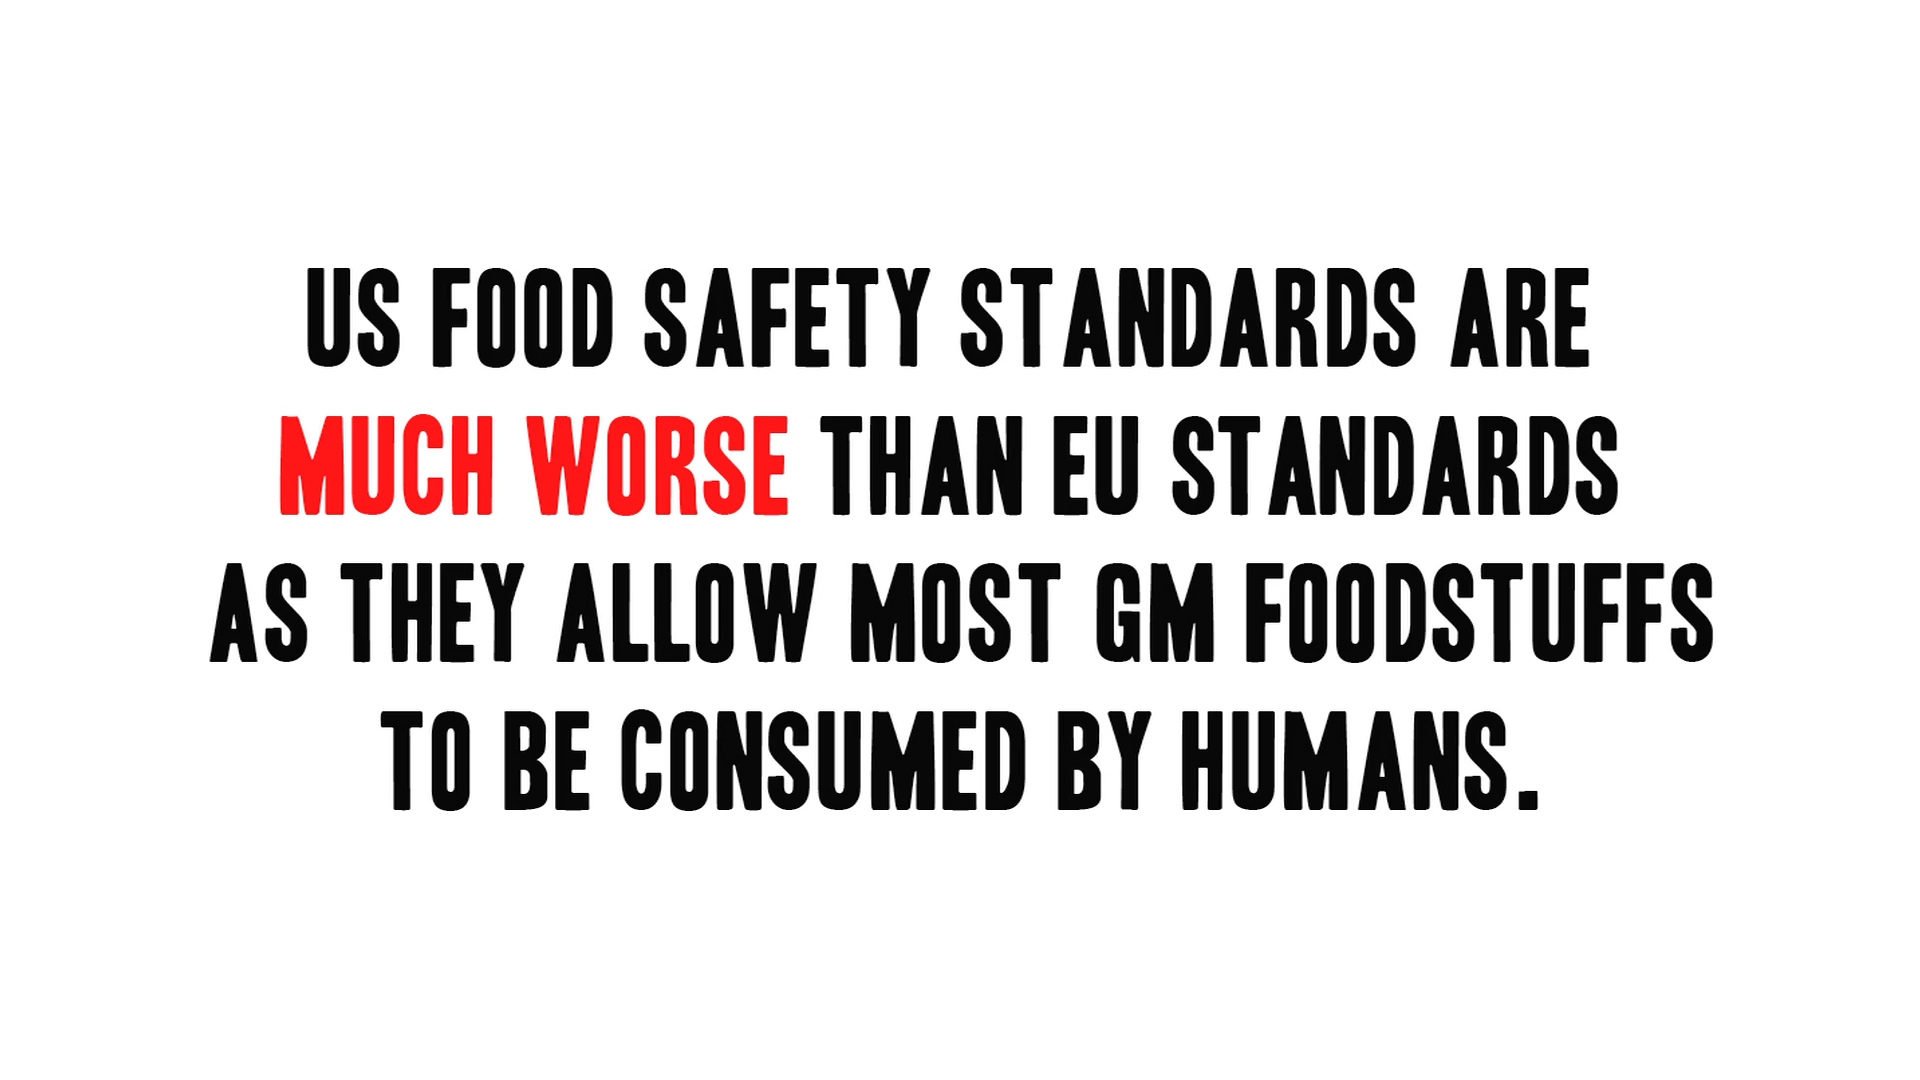 US FOOD SAFETY STANDARDS ARE
MUCH WORSE THAN EU STANDARDS
AS THEY ALLOW MOST GM FOODSTUFFS
TO BE CONSUMED BY HUMANS.